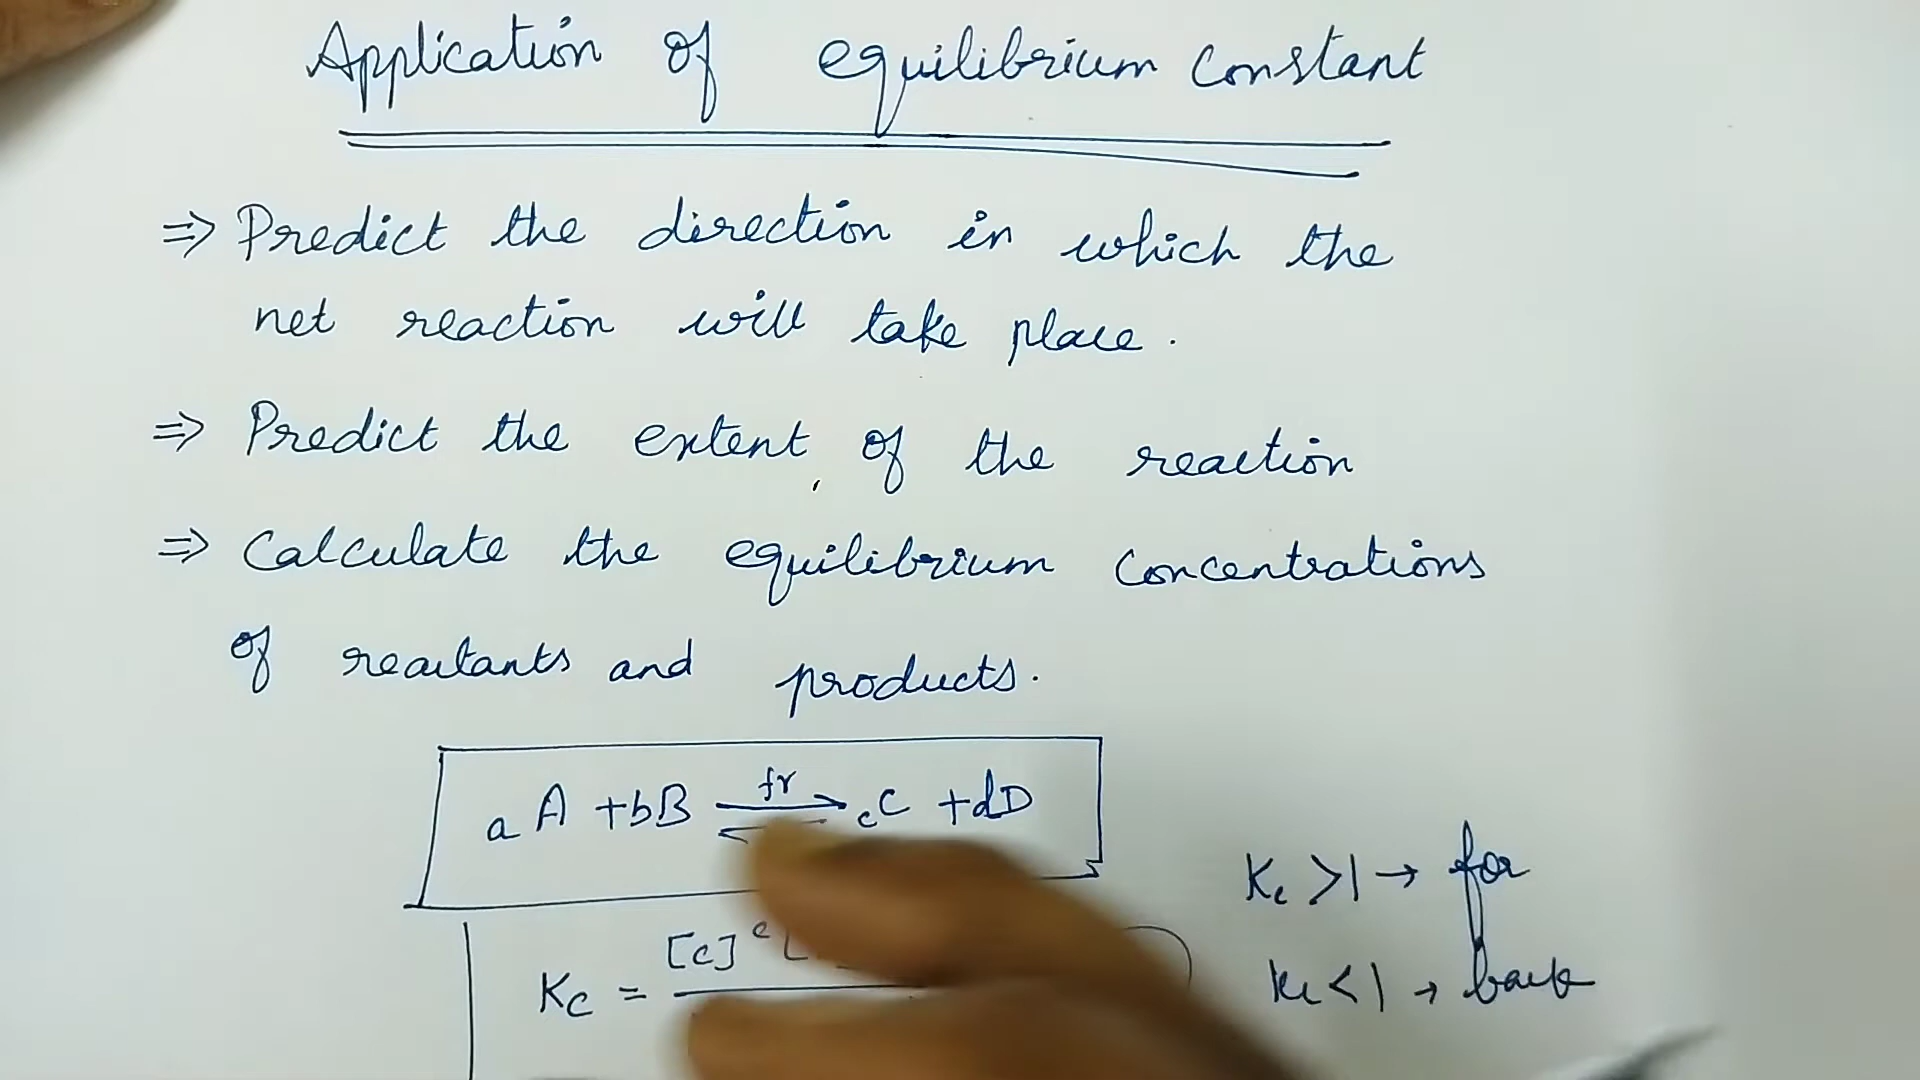 Application of equilibrium constant
⇒ Predict the direction in which the
net reaction will take place.
⇒ Predict the extent of the reaction
⇒ Calculate the equilibrium concentrations
of reactants and products.
aA + bB ⇌ cC + dD
fr
Kc > 1 → for
Kc = [C]^c [
Kc < 1 → back